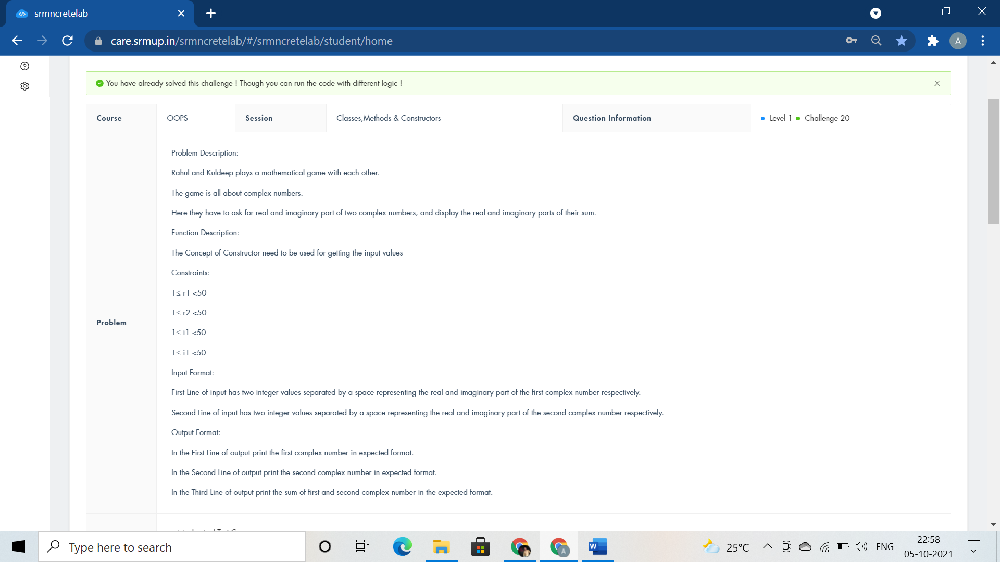 srmncretelab
care.srmup.in/srmncretelab/#/srmncretelab/student/home
A
You have already solved this challenge ! Though you can run the code with different logic !
Course OOPS Session Classes,Methods & Constructors Question Information Level 1 Challenge 20
Problem Description:
Rahul and Kuldeep plays a mathematical game with each other.
The game is all about complex numbers.
Here they have to ask for real and imaginary part of two complex numbers, and display the real and imaginary parts of their sum.
Function Description:
The Concept of Constructor need to be used for getting the input values
Constraints:
1≤ r1 <50
1≤ r2 <50
Problem
1≤ i1 <50
1≤ i1 <50
Input Format:
First Line of input has two integer values separated by a space representing the real and imaginary part of the first complex number respectively.
Second Line of input has two integer values separated by a space representing the real and imaginary part of the second complex number respectively.
Output Format:
In the First Line of output print the first complex number in expected format.
In the Second Line of output print the second complex number in expected format.
In the Third Line of output print the sum of first and second complex number in the expected format.
Type here to search
A
W
25°C
ENG
22:58
05-10-2021